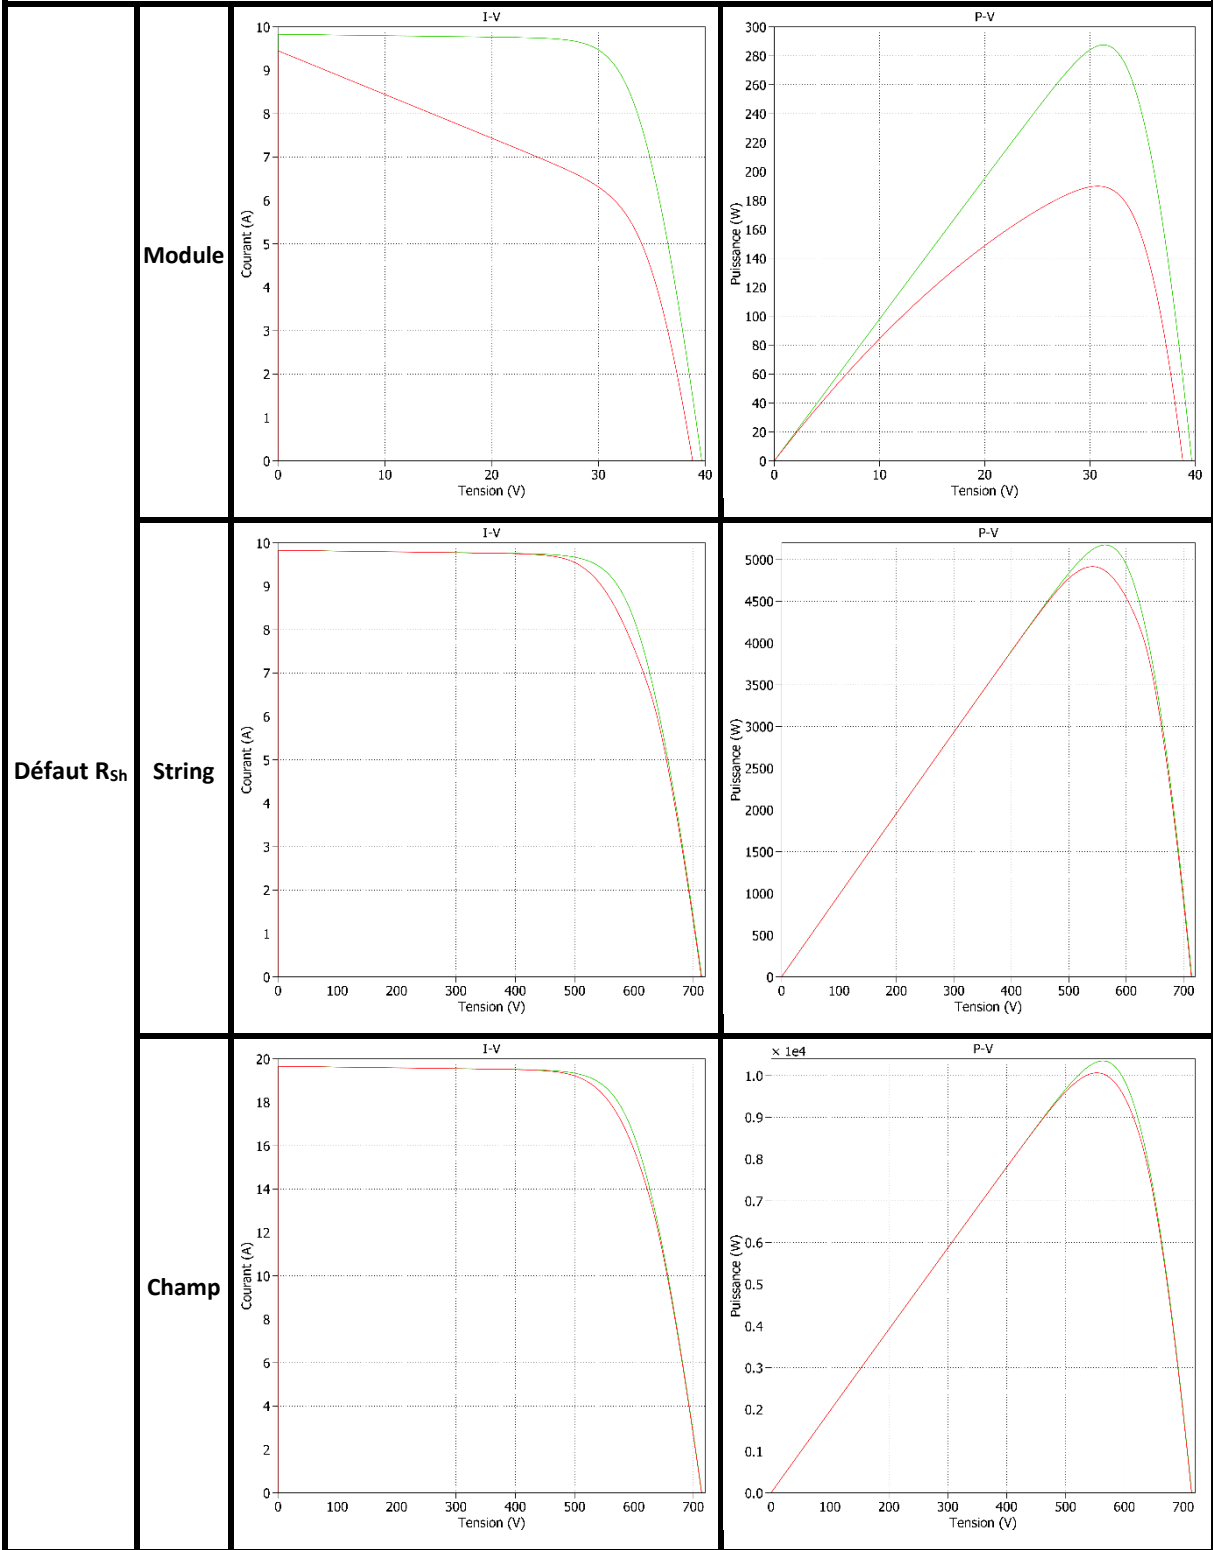 Défaut RSh
Module
I-V
Courant (A)
10
9
8
7
6
5
4
3
2
1
0
0 10 20 30 40
Tension (V)
P-V
Puissance (W)
300
280
260
240
220
200
180
160
140
120
100
80
60
40
20
0
0 10 20 30 40
Tension (V)
String
I-V
Courant (A)
10
9
8
7
6
5
4
3
2
1
0
0 100 200 300 400 500 600 700
Tension (V)
P-V
Puissance (W)
5000
4500
4000
3500
3000
2500
2000
1500
1000
500
0
0 100 200 300 400 500 600 700
Tension (V)
Champ
I-V
Courant (A)
20
18
16
14
12
10
8
6
4
2
0
0 100 200 300 400 500 600 700
Tension (V)
× 1e4
P-V
Puissance (W)
1.0
0.9
0.8
0.7
0.6
0.5
0.4
0.3
0.2
0.1
0.0
0 100 200 300 400 500 600 700
Tension (V)